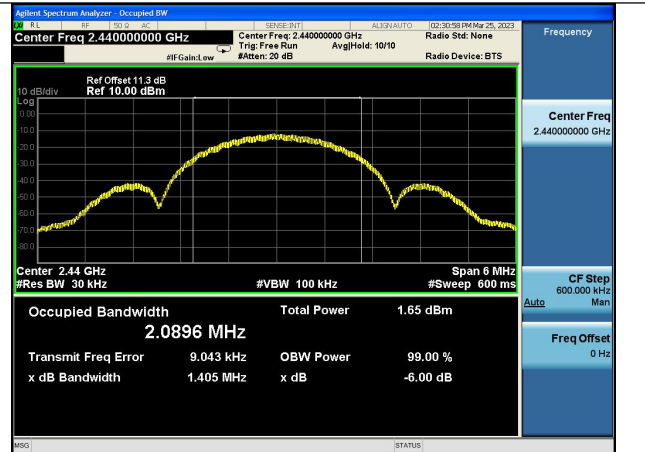 Agilent Spectrum Analyzer - Occupied BW
LXI RL RF 50 Ω AC SENSE:INT ALIGN AUTO 02:30:58 PM Mar 25, 2023
Center Freq 2.440000000 GHz
Center Freq: 2.440000000 GHz
Radio Std: None
Trig: Free Run Avg|Hold: 10/10
#IFGain:Low #Atten: 20 dB Radio Device: BTS
Frequency
Ref Offset 11.3 dB
10 dB/div Ref 10.00 dBm
Log
0.00
-10.0
-20.0
-30.0
-40.0
-50.0
-60.0
-70.0
-80.0
Center Freq
2.440000000 GHz
Center 2.44 GHz Span 6 MHz
#Res BW 30 kHz #VBW 100 kHz #Sweep 600 ms
CF Step
600.000 kHz
Auto Man
Occupied Bandwidth Total Power 1.65 dBm
2.0896 MHz
Transmit Freq Error 9.043 kHz OBW Power 99.00 %
x dB Bandwidth 1.405 MHz x dB -6.00 dB
Freq Offset
0 Hz
MSG STATUS